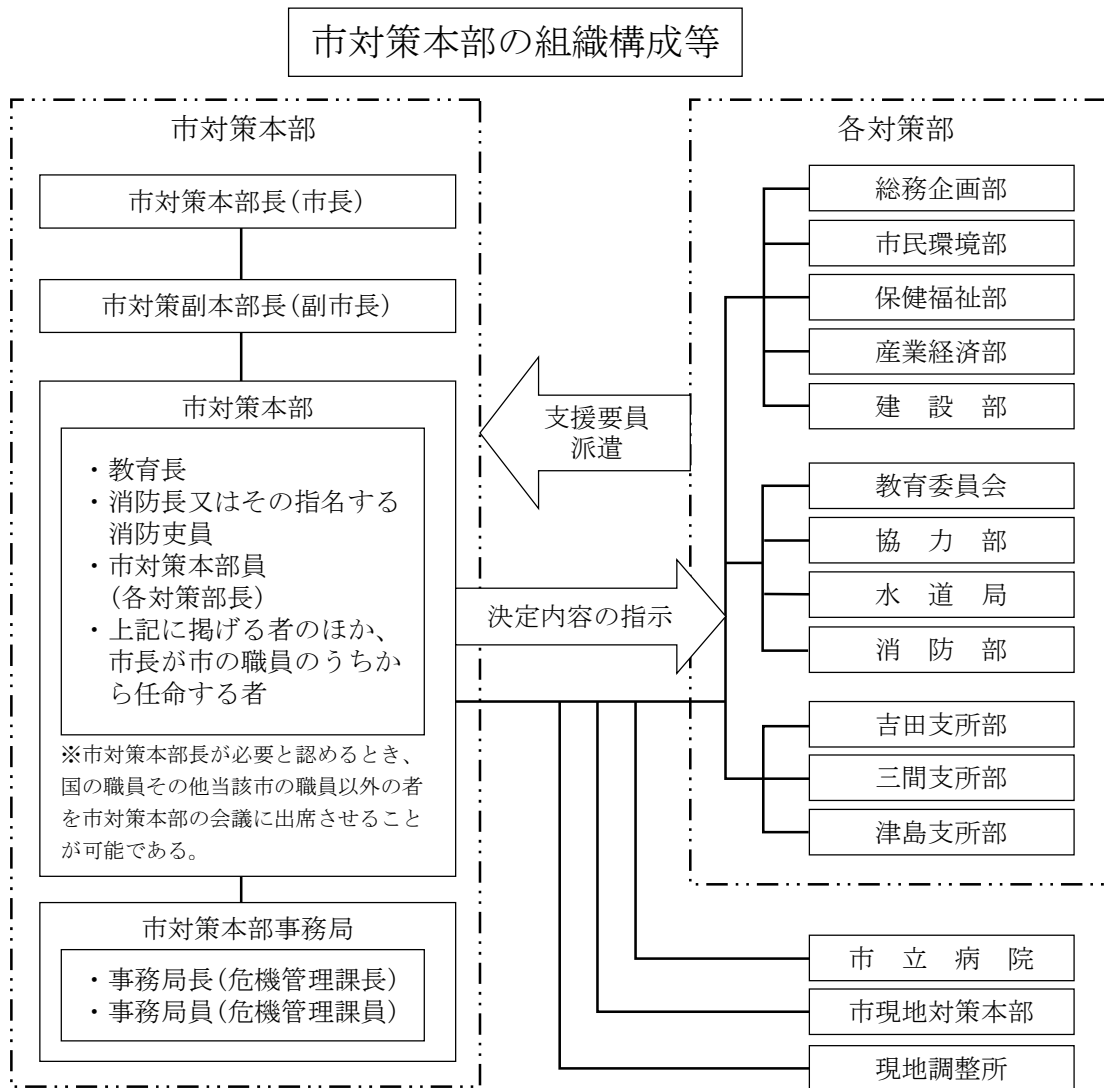 市対策本部の組織構成等
市対策本部
市対策本部長(市長)
市対策副本部長(副市長)
市対策本部
・教育長
・消防長又はその指名する
消防吏員
・市対策本部員
(各対策部長)
・上記に掲げる者のほか、
市長が市の職員のうちか
ら任命する者
※市対策本部長が必要と認めるとき、
国の職員その他当該市の職員以外の者
を市対策本部の会議に出席させること
が可能である。
市対策本部事務局
・事務局長(危機管理課長)
・事務局員(危機管理課員)
支援要員
派遣
決定内容の指示
各対策部
総務企画部
市民環境部
保健福祉部
産業経済部
建　設　部
教育委員会
協　力　部
水　道　局
消　防　部
吉田支所部
三間支所部
津島支所部
市　立　病　院
市現地対策本部
現地調整所